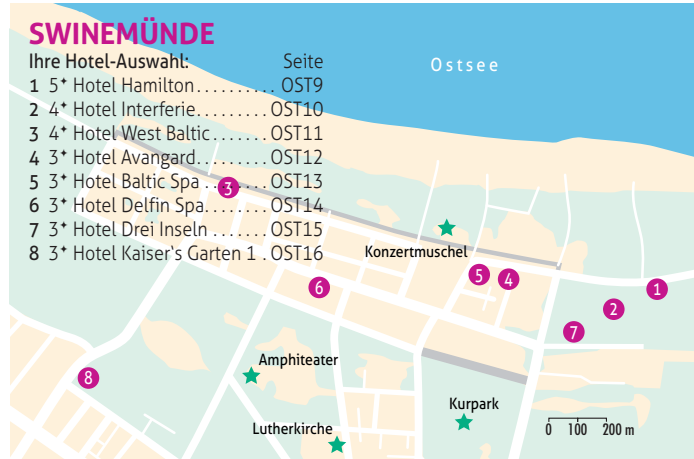 SWINEMÜNDE
Ihre Hotel-Auswahl: Seite
1 5* Hotel Hamilton.......... OST9
2 4* Hotel Interferie........ OST10
3 4* Hotel West Baltic....... OST11
4 3* Hotel Avangard......... OST12
5 3* Hotel Baltic Spa ........ OST13
6 3* Hotel Delfin Spa........ OST14
7 3* Hotel Drei Inseln ....... OST15
8 3* Hotel Kaiser's Garten 1 . OST16
Ostsee
3
Konzertmuschel
5
4
6
1
2
7
Amphiteater
8
Kurpark
Lutherkirche
0 100 200 m